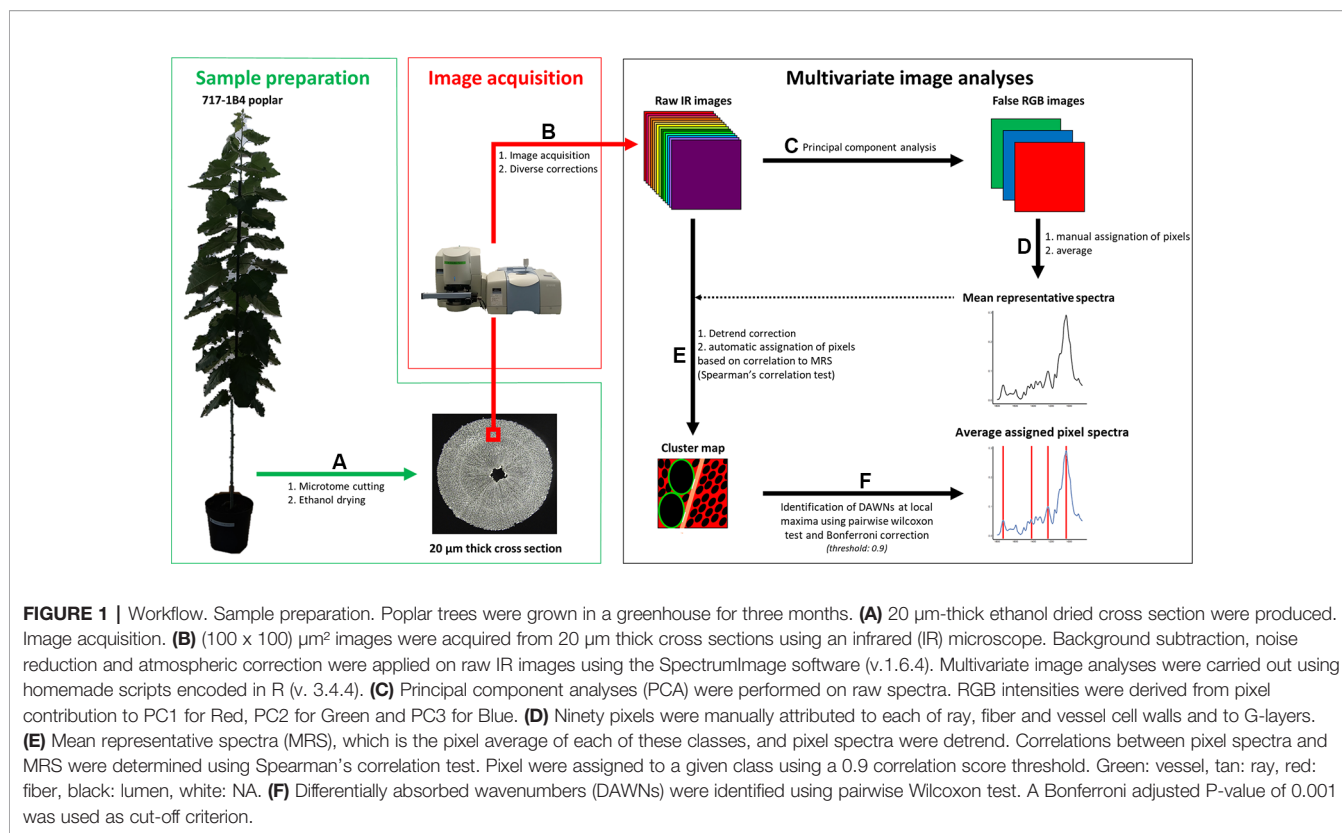 Sample preparation
717-1B4 poplar
A
1. Microtome cutting
2. Ethanol drying
20 µm thick cross section
Image acquisition
B
1. Image acquisition
2. Diverse corrections
Multivariate image analyses
Raw IR images
C Principal component analysis
False RGB images
D
1. manual assignation of pixels
2. average
Mean representative spectra
E
1. Detrend correction
2. automatic assignation of pixels
based on correlation to MRS
(Spearman's correlation test)
Cluster map
F
Identification of DAWNs at local
maxima using pairwise wilcoxon
test and Bonferroni correction
(threshold: 0.9)
Average assigned pixel spectra
FIGURE 1 | Workflow. Sample preparation. Poplar trees were grown in a greenhouse for three months. (A) 20 µm-thick ethanol dried cross section were produced.
Image acquisition. (B) (100 x 100) µm² images were acquired from 20 µm thick cross sections using an infrared (IR) microscope. Background subtraction, noise
reduction and atmospheric correction were applied on raw IR images using the SpectrumImage software (v.1.6.4). Multivariate image analyses were carried out using
homemade scripts encoded in R (v. 3.4.4). (C) Principal component analyses (PCA) were performed on raw spectra. RGB intensities were derived from pixel
contribution to PC1 for Red, PC2 for Green and PC3 for Blue. (D) Ninety pixels were manually attributed to each of ray, fiber and vessel cell walls and to G-layers.
(E) Mean representative spectra (MRS), which is the pixel average of each of these classes, and pixel spectra were detrend. Correlations between pixel spectra and
MRS were determined using Spearman's correlation test. Pixel were assigned to a given class using a 0.9 correlation score threshold. Green: vessel, tan: ray, red:
fiber, black: lumen, white: NA. (F) Differentially absorbed wavenumbers (DAWNs) were identified using pairwise Wilcoxon test. A Bonferroni adjusted P-value of 0.001
was used as cut-off criterion.